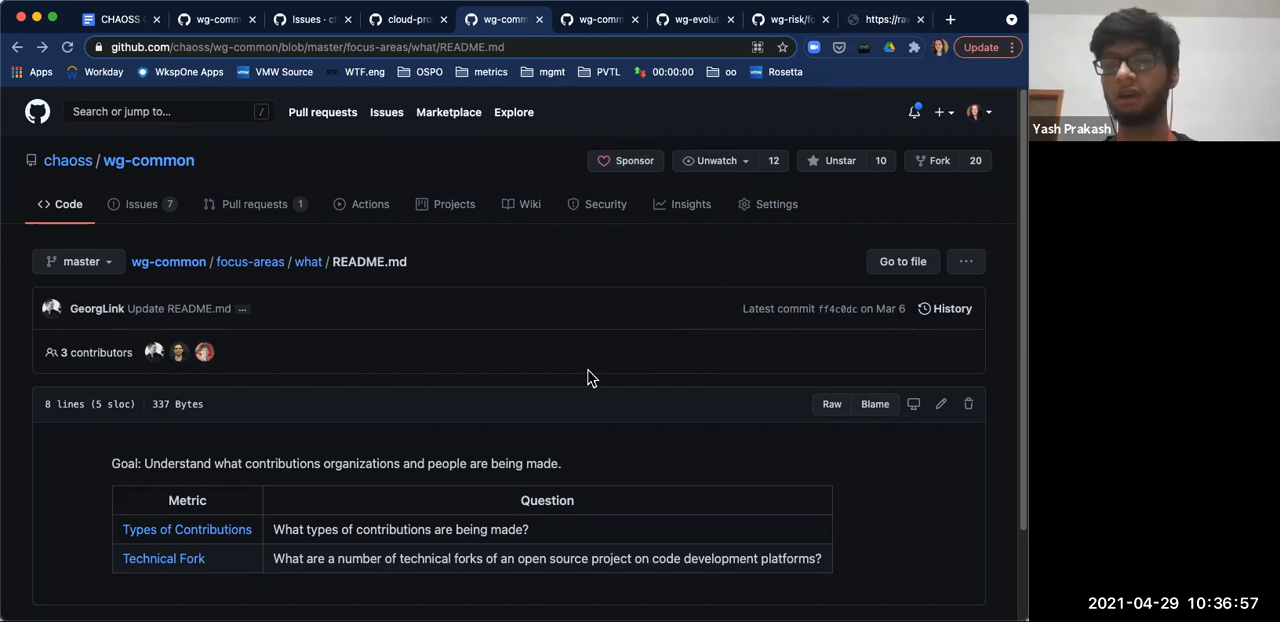 CHAOSS
wg-comm
Issues · c
cloud-pro
wg-comm
wg-comm
wg-evolut
wg-risk/fo
https://ra
github.com/chaoss/wg-common/blob/master/focus-areas/what/README.md
Update
Apps
Workday
WkspOne Apps
VMW Source
WTF.eng
OSPO
metrics
mgmt
PVTL
00:00:00
oo
Rosetta
Search or jump to...
/
Pull requests
Issues
Marketplace
Explore
Yash Prakash
chaoss / wg-common
Sponsor
Unwatch
12
Unstar
10
Fork
20
<> Code
Issues 7
Pull requests 1
Actions
Projects
Wiki
Security
Insights
Settings
master
wg-common / focus-areas / what / README.md
Go to file
...
GeorgLink Update README.md ...
Latest commit ff4c0dc on Mar 6
History
3 contributors
8 lines (5 sloc) 337 Bytes
Raw
Blame
Goal: Understand what contributions organizations and people are being made.
Metric Question
Types of Contributions What types of contributions are being made?
Technical Fork What are a number of technical forks of an open source project on code development platforms?
2021-04-29 10:36:57